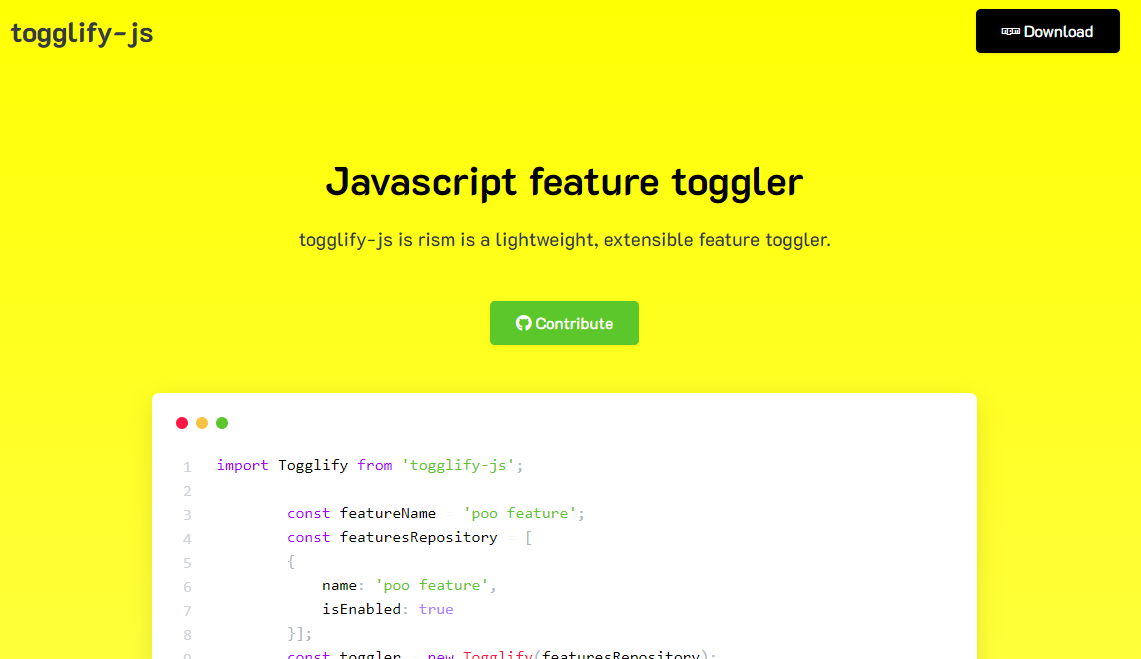 togglify-js
Download
Javascript feature toggler
togglify-js is rism is a lightweight, extensible feature toggler.
Contribute
1 import Togglify from 'togglify-js';
2
3 const featureName = 'poo feature';
4 const featuresRepository = [
5 {
6 name: 'poo feature',
7 isEnabled: true
8 }];
9 const toggler = new Togglify(featuresRepository);